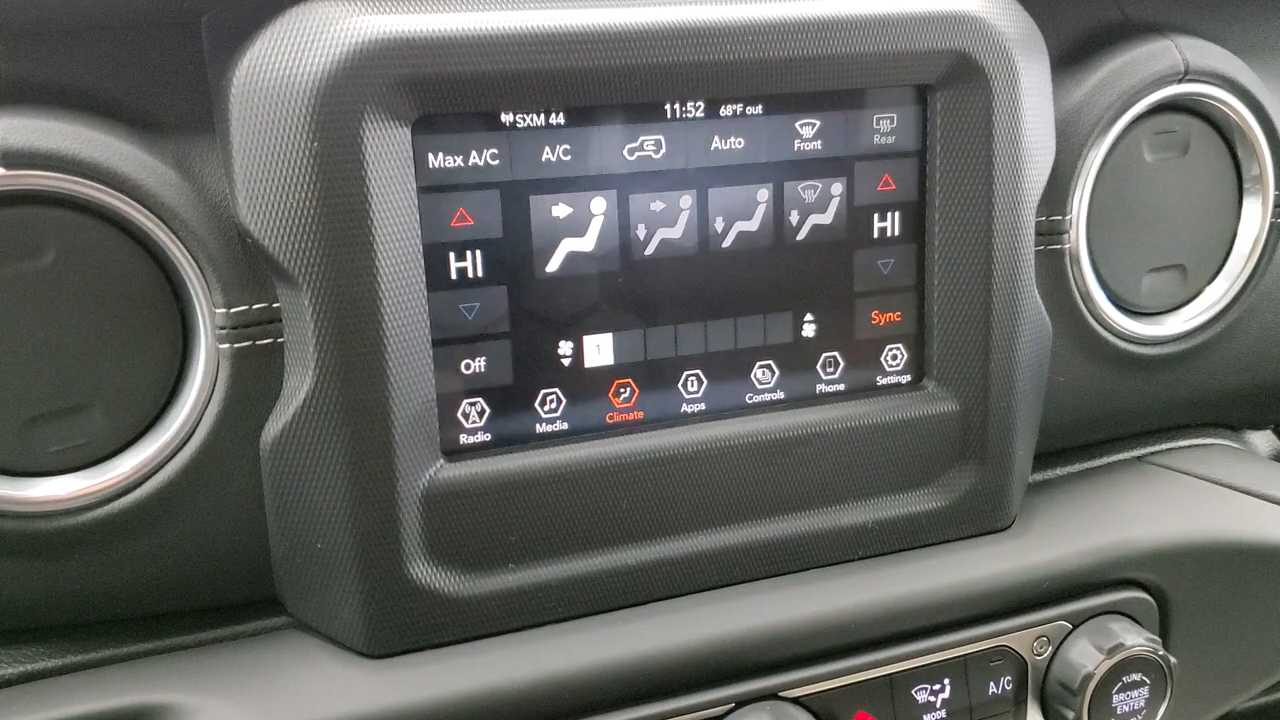 SXM 44 11:52 68°F out
Max A/C A/C Auto Front Rear
HI HI
Sync
1
Off
Radio Media Climate Apps Controls Phone Settings
MODE A/C
TUNE
BROWSE
ENTER